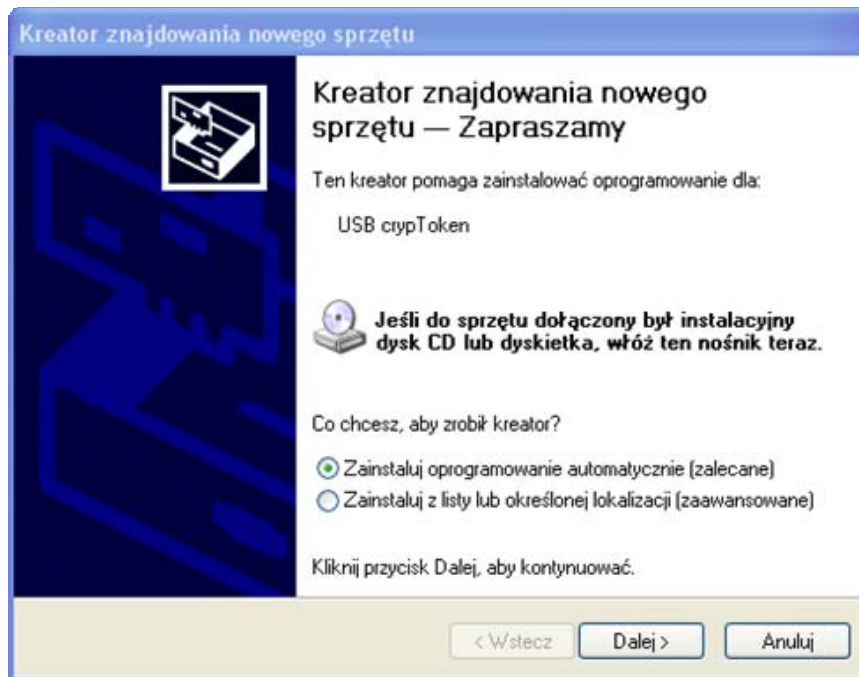 Kreator znajdowania nowego sprzętu
Kreator znajdowania nowego
sprzętu — Zapraszamy
Ten kreator pomaga zainstalować oprogramowanie dla:
USB crypToken
Jeśli do sprzętu dołączony był instalacyjny
dysk CD lub dyskietka, włóż ten nośnik teraz.
Co chcesz, aby zrobił kreator?
Zainstaluj oprogramowanie automatycznie (zalecane)
Zainstaluj z listy lub określonej lokalizacji (zaawansowane)
Kliknij przycisk Dalej, aby kontynuować.
< Wstecz Dalej > Anuluj